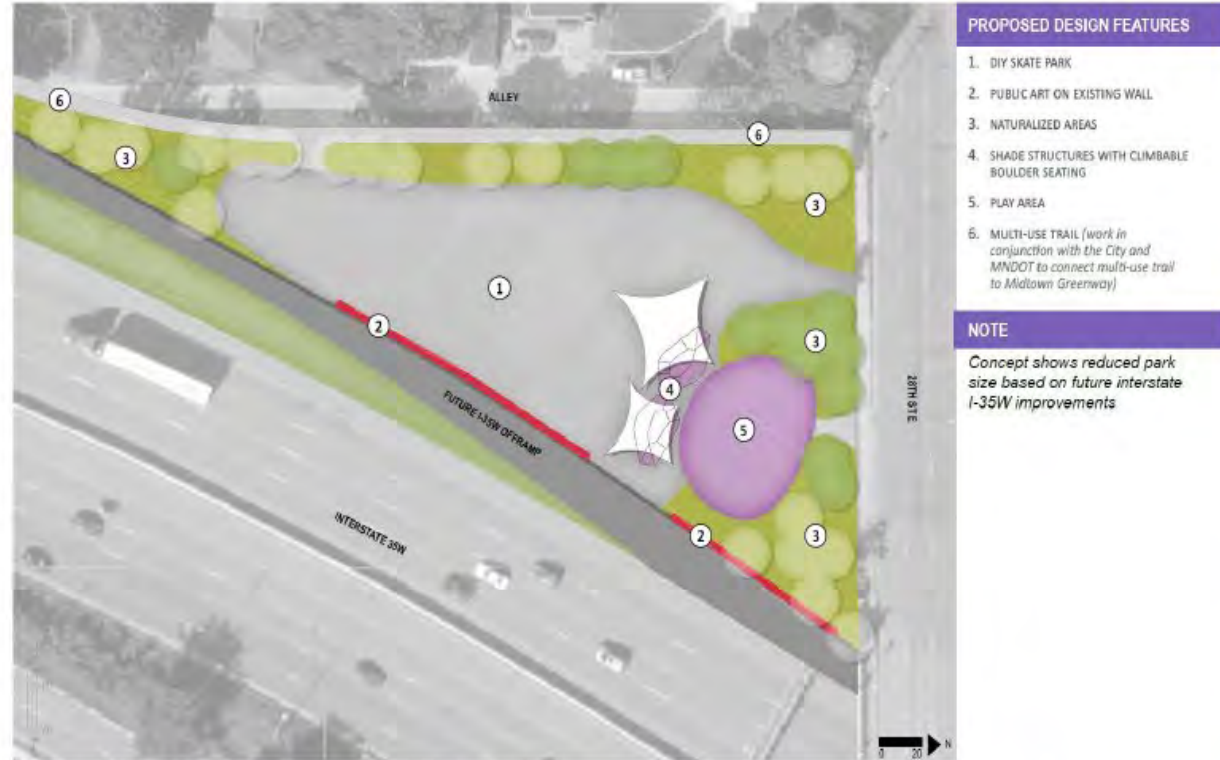 PROPOSED DESIGN FEATURES
1. DIY SKATE PARK
2. PUBLIC ART ON EXISTING WALL
3. NATURALIZED AREAS
4. SHADE STRUCTURES WITH CLIMBABLE
BOULDER SEATING
5. PLAY AREA
6. MULTI-USE TRAIL (work in
conjunction with the City and
MNDOT to connect multi-use trail
to Midtown Greenway)
NOTE
Concept shows reduced park
size based on future interstate
I-35W improvements
ALLEY
6
6
3
3
1
2
3
4
5
28TH ST E
FUTURE I-35W OFFRAMP
INTERSTATE 35W
2
3
0 20 N